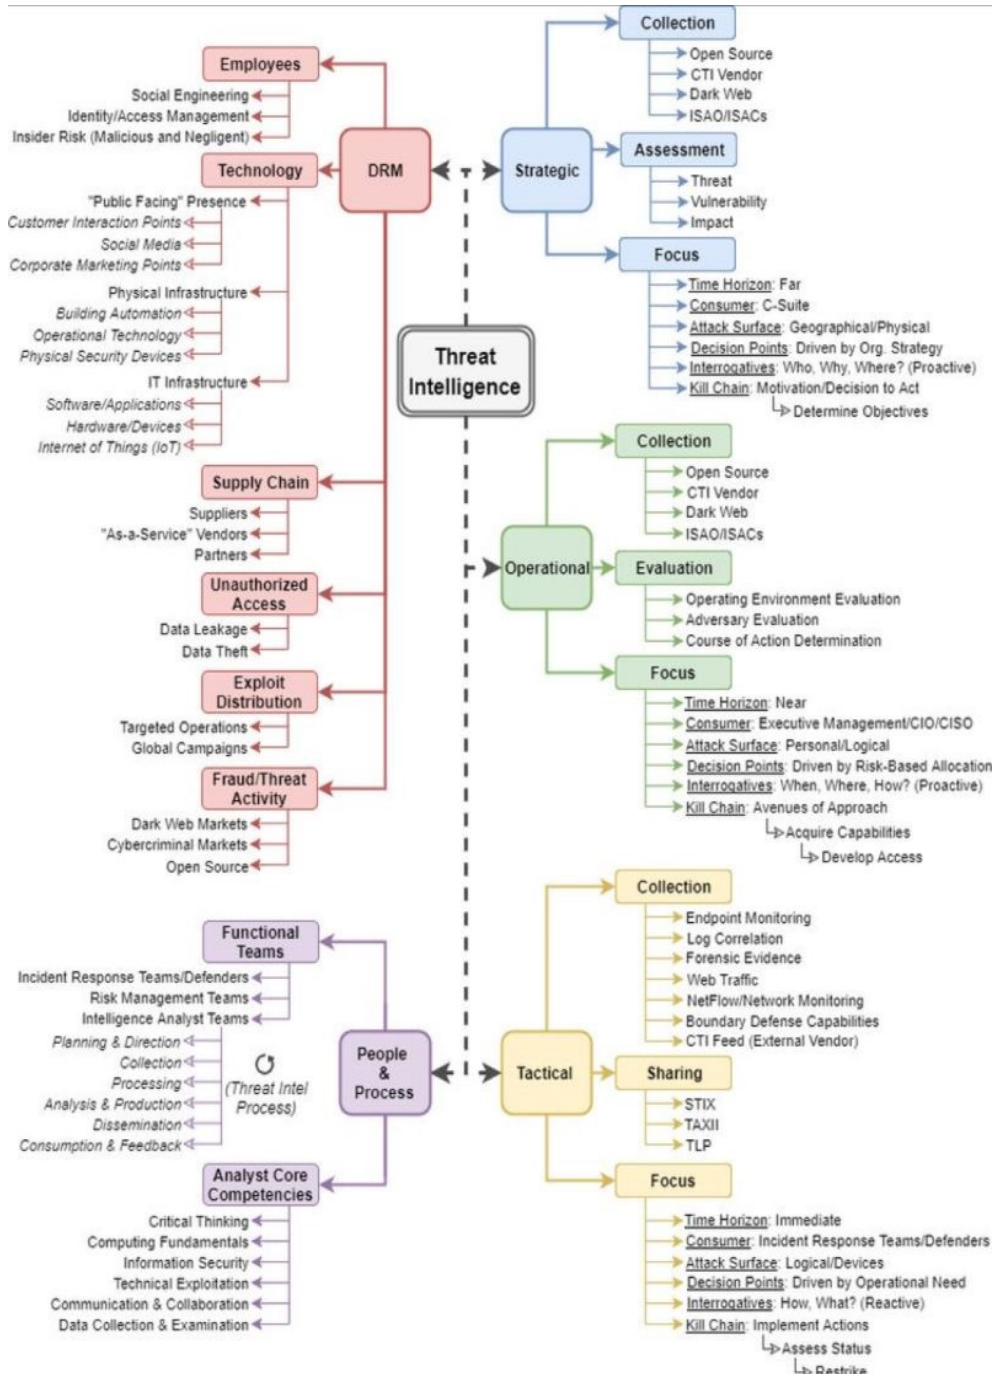 Threat
Intelligence
DRM
Employees
Social Engineering
Identity/Access Management
Insider Risk (Malicious and Negligent)
Technology
"Public Facing" Presence
Customer Interaction Points
Social Media
Corporate Marketing Points
Physical Infrastructure
Building Automation
Operational Technology
Physical Security Devices
IT Infrastructure
Software/Applications
Hardware/Devices
Internet of Things (IoT)
Supply Chain
Suppliers
"As-a-Service" Vendors
Partners
Unauthorized
Access
Data Leakage
Data Theft
Exploit
Distribution
Targeted Operations
Global Campaigns
Fraud/Threat
Activity
Dark Web Markets
Cybercriminal Markets
Open Source
People
&
Process
Functional
Teams
Incident Response Teams/Defenders
Risk Management Teams
Intelligence Analyst Teams
Planning & Direction
Collection
Processing
Analysis & Production
Dissemination
Consumption & Feedback
(Threat Intel
Process)
Analyst Core
Competencies
Critical Thinking
Computing Fundamentals
Information Security
Technical Exploitation
Communication & Collaboration
Data Collection & Examination
Strategic
Collection
Open Source
CTI Vendor
Dark Web
ISAO/ISACs
Assessment
Threat
Vulnerability
Impact
Focus
Time Horizon: Far
Consumer: C-Suite
Attack Surface: Geographical/Physical
Decision Points: Driven by Org. Strategy
Interrogatives: Who, Why, Where? (Proactive)
Kill Chain: Motivation/Decision to Act
Determine Objectives
Operational
Collection
Open Source
CTI Vendor
Dark Web
ISAO/ISACs
Evaluation
Operating Environment Evaluation
Adversary Evaluation
Course of Action Determination
Focus
Time Horizon: Near
Consumer: Executive Management/CIO/CISO
Attack Surface: Personal/Logical
Decision Points: Driven by Risk-Based Allocation
Interrogatives: When, Where, How? (Proactive)
Kill Chain: Avenues of Approach
Acquire Capabilities
Develop Access
Tactical
Collection
Endpoint Monitoring
Log Correlation
Forensic Evidence
Web Traffic
NetFlow/Network Monitoring
Boundary Defense Capabilities
CTI Feed (External Vendor)
Sharing
STIX
TAXII
TLP
Focus
Time Horizon: Immediate
Consumer: Incident Response Teams/Defenders
Attack Surface: Logical/Devices
Decision Points: Driven by Operational Need
Interrogatives: How, What? (Reactive)
Kill Chain: Implement Actions
Assess Status
Restrike